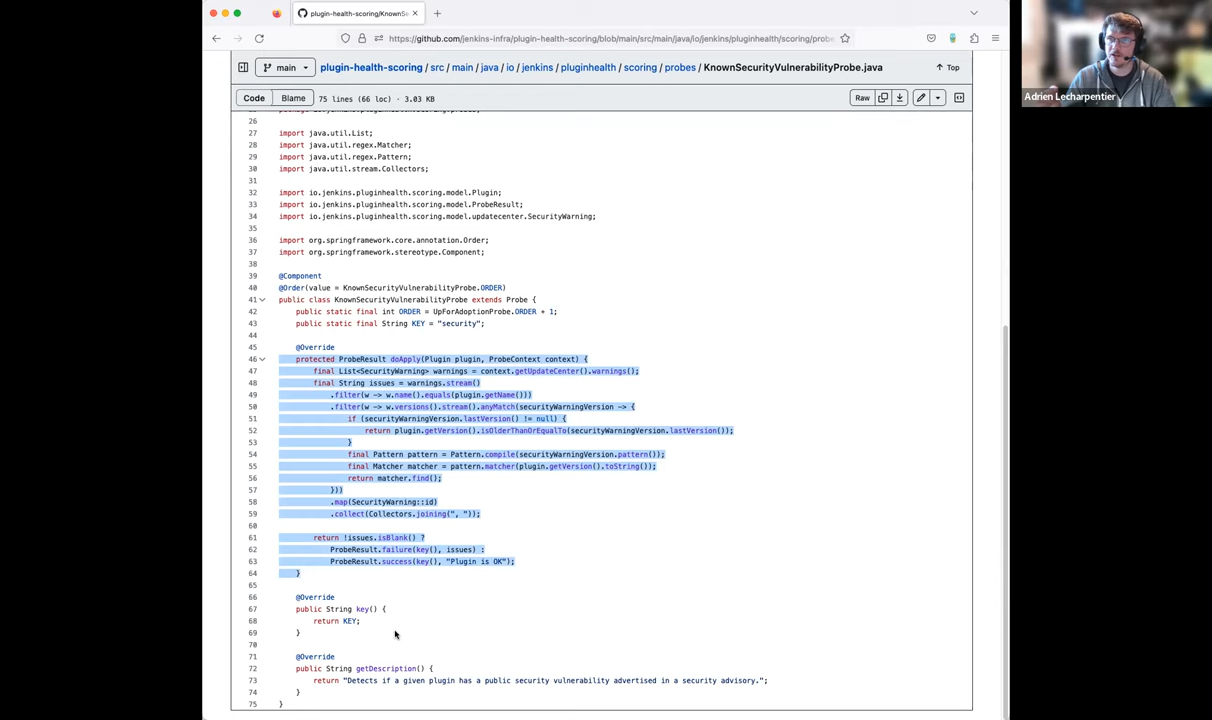 plugin-health-scoring/KnownSe
https://github.com/jenkins-infra/plugin-health-scoring/blob/main/src/main/java/io/jenkins/pluginhealth/scoring/probe
Adrien Lecharpentier
main
plugin-health-scoring / src / main / java / io / jenkins / pluginhealth / scoring / probes / KnownSecurityVulnerabilityProbe.java
Top
Code Blame 75 lines (66 loc) · 3.03 KB
Raw
26
27 import java.util.List;
28 import java.util.regex.Matcher;
29 import java.util.regex.Pattern;
30 import java.util.stream.Collectors;
31
32 import io.jenkins.pluginhealth.scoring.model.Plugin;
33 import io.jenkins.pluginhealth.scoring.model.ProbeResult;
34 import io.jenkins.pluginhealth.scoring.model.updatecenter.SecurityWarning;
35
36 import org.springframework.core.annotation.Order;
37 import org.springframework.stereotype.Component;
38
39 @Component
40 @Order(value = KnownSecurityVulnerabilityProbe.ORDER)
41 public class KnownSecurityVulnerabilityProbe extends Probe {
42 public static final int ORDER = UpForAdoptionProbe.ORDER + 1;
43 public static final String KEY = "security";
44
45 @Override
46 protected ProbeResult doApply(Plugin plugin, ProbeContext context) {
47 final List<SecurityWarning> warnings = context.getUpdateCenter().warnings();
48 final String issues = warnings.stream()
49 .filter(w -> w.name().equals(plugin.getName()))
50 .filter(w -> w.versions().stream().anyMatch(securityWarningVersion -> {
51 if (securityWarningVersion.lastVersion() != null) {
52 return plugin.getVersion().isOlderThanOrEqualTo(securityWarningVersion.lastVersion());
53 }
54 final Pattern pattern = Pattern.compile(securityWarningVersion.pattern());
55 final Matcher matcher = pattern.matcher(plugin.getVersion().toString());
56 return matcher.find();
57 }))
58 .map(SecurityWarning::id)
59 .collect(Collectors.joining(", "));
60
61 return !issues.isBlank() ?
62 ProbeResult.failure(key(), issues) :
63 ProbeResult.success(key(), "Plugin is OK");
64 }
65
66 @Override
67 public String key() {
68 return KEY;
69 }
70
71 @Override
72 public String getDescription() {
73 return "Detects if a given plugin has a public security vulnerability advertised in a security advisory.";
74 }
75 }